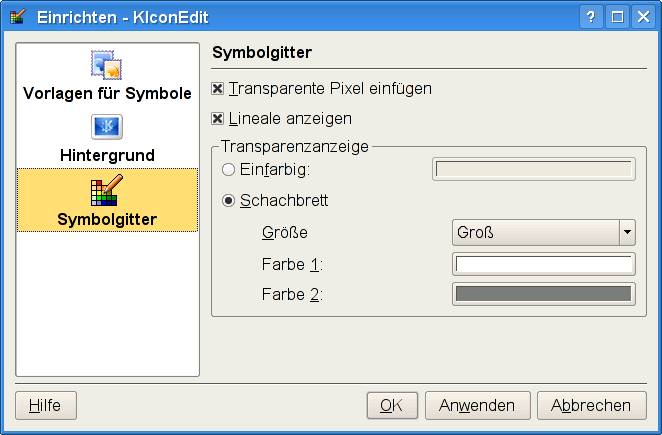 Einrichten - KIconEdit
Vorlagen für Symbole
Hintergrund
Symbolgitter
Symbolgitter
Transparente Pixel einfügen
Lineale anzeigen
Transparenzanzeige
Einfarbig:
Schachbrett
Größe
Groß
Farbe 1:
Farbe 2:
Hilfe
OK
Anwenden
Abbrechen